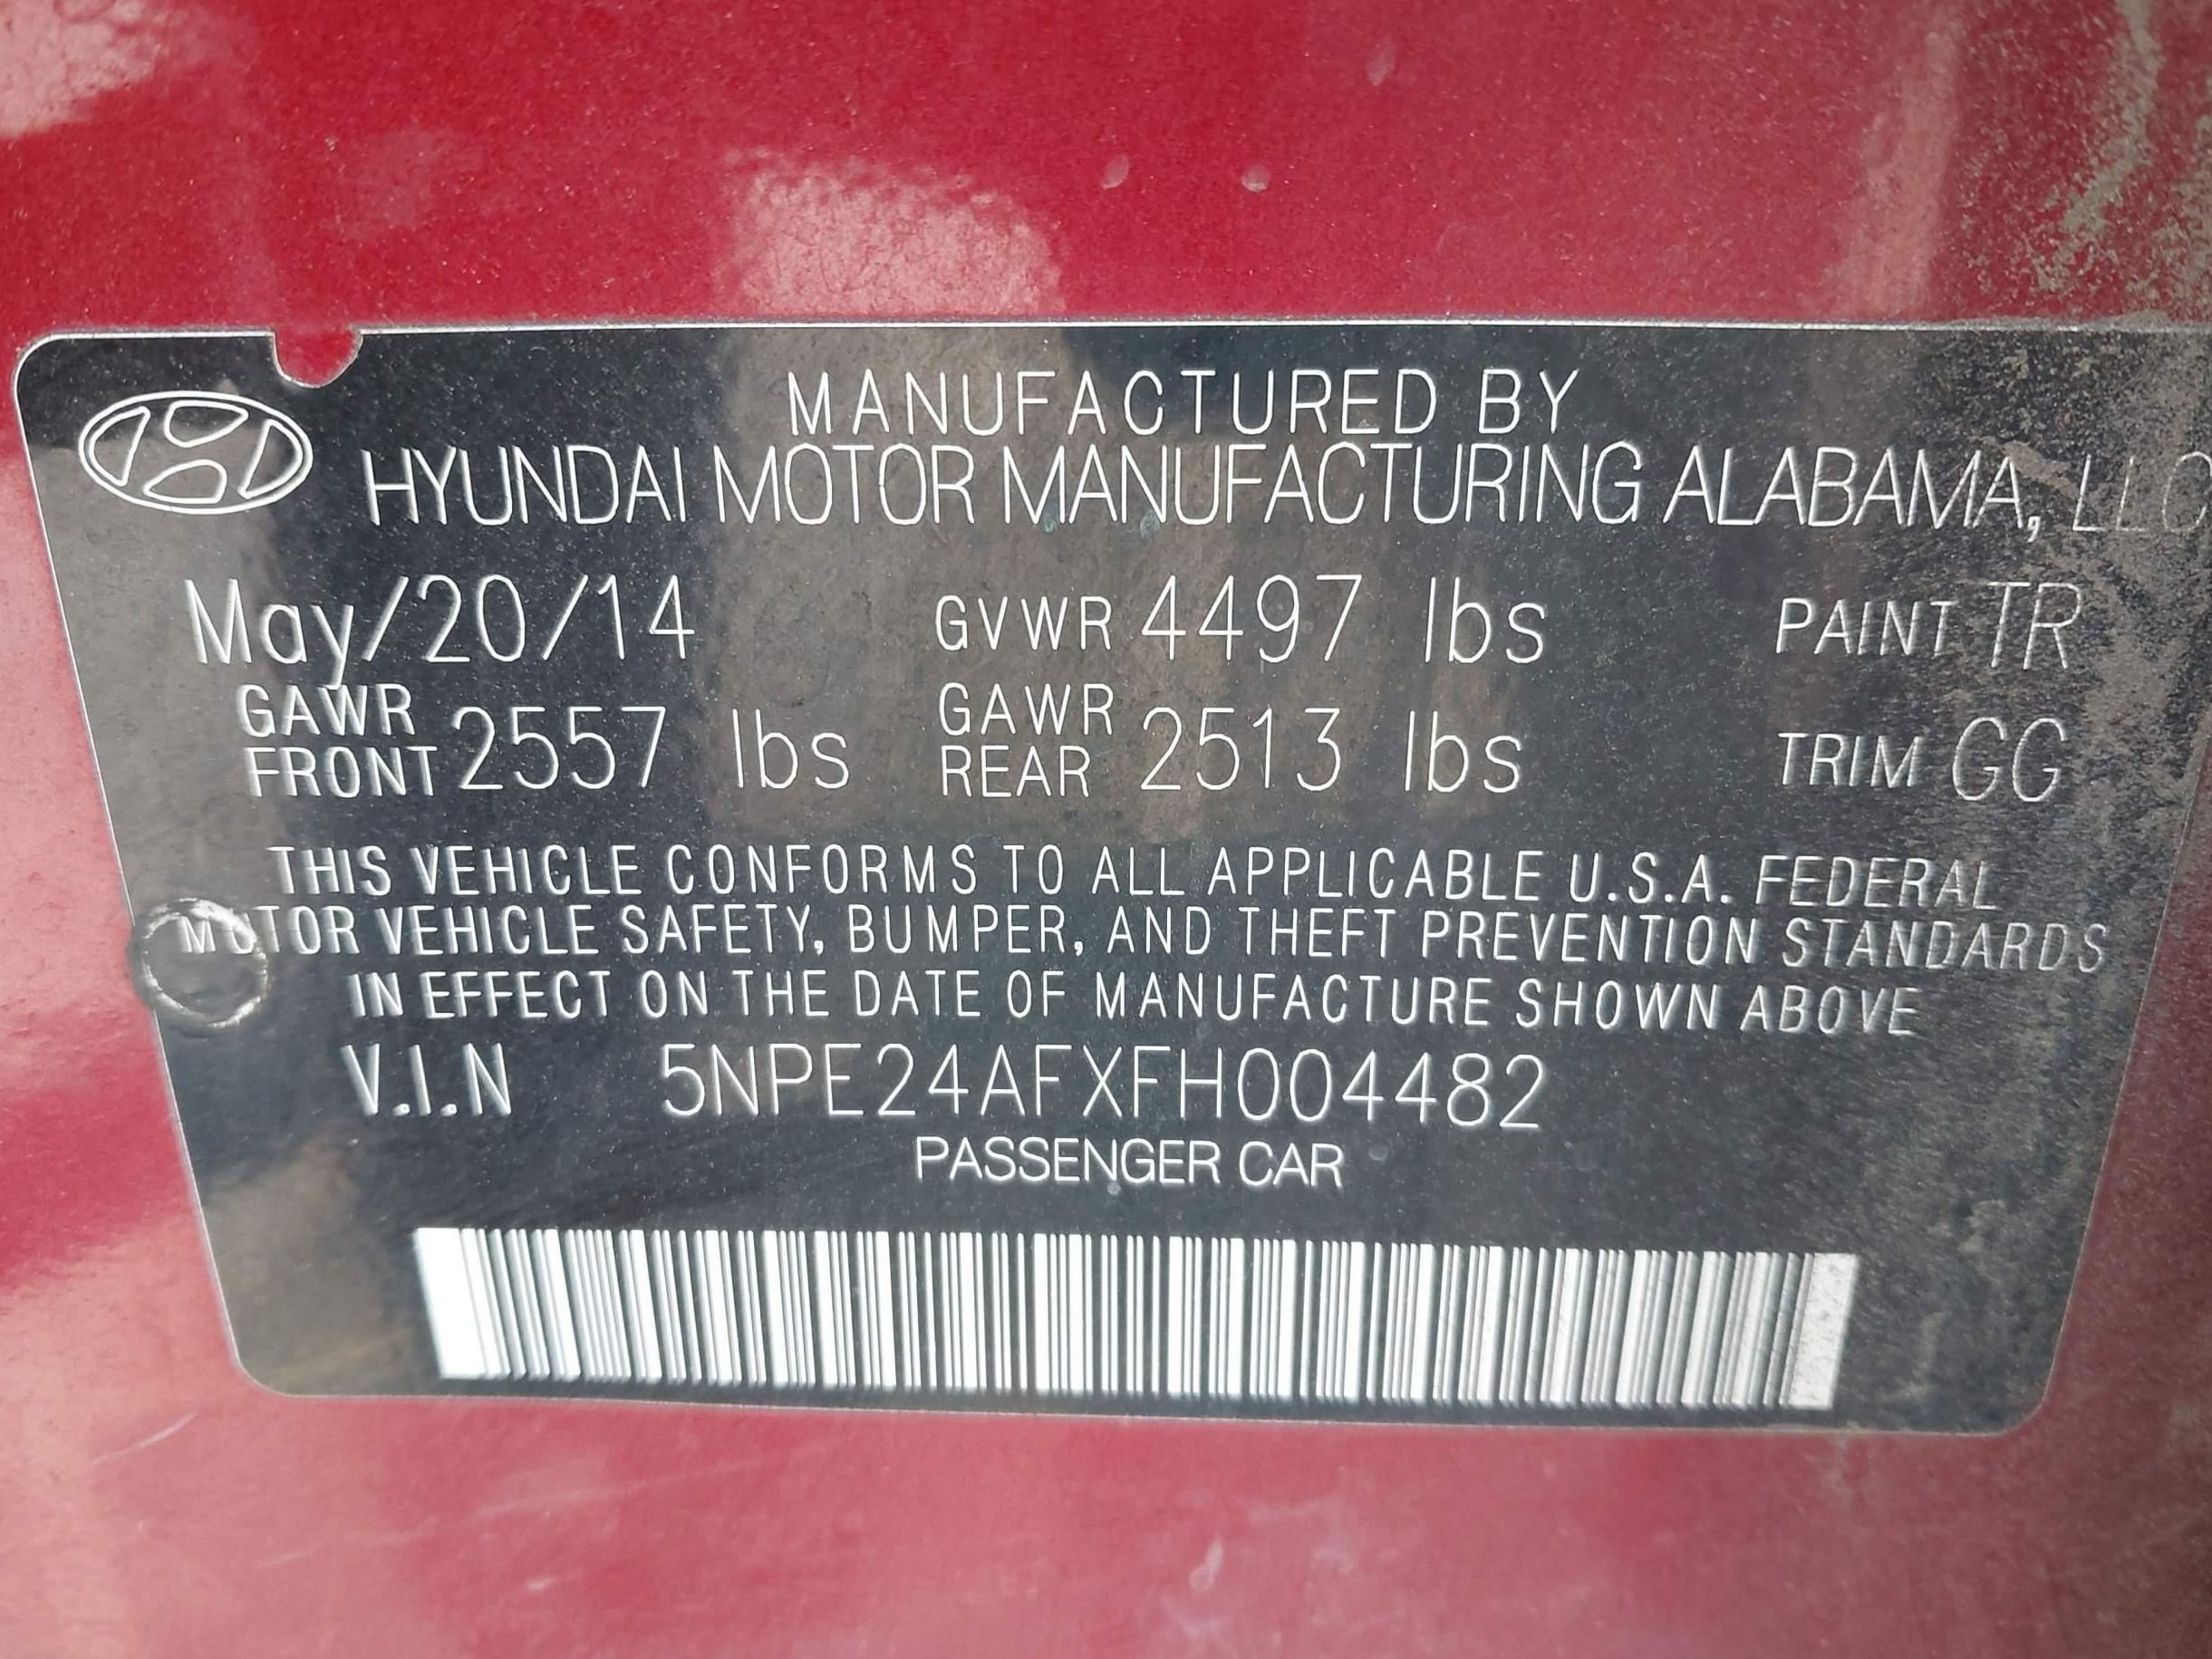 MANUFACTURED BY
HYUNDAI MOTOR MANUFACTURING ALABAMA, LLC
May/20/14 GVWR 4497 lbs PAINT TR
GAWR FRONT 2557 lbs GAWR REAR 2513 lbs TRIM GG
THIS VEHICLE CONFORMS TO ALL APPLICABLE U.S.A. FEDERAL
MOTOR VEHICLE SAFETY, BUMPER, AND THEFT PREVENTION STANDARDS
IN EFFECT ON THE DATE OF MANUFACTURE SHOWN ABOVE
V.I.N 5NPE24AFXFH004482
PASSENGER CAR